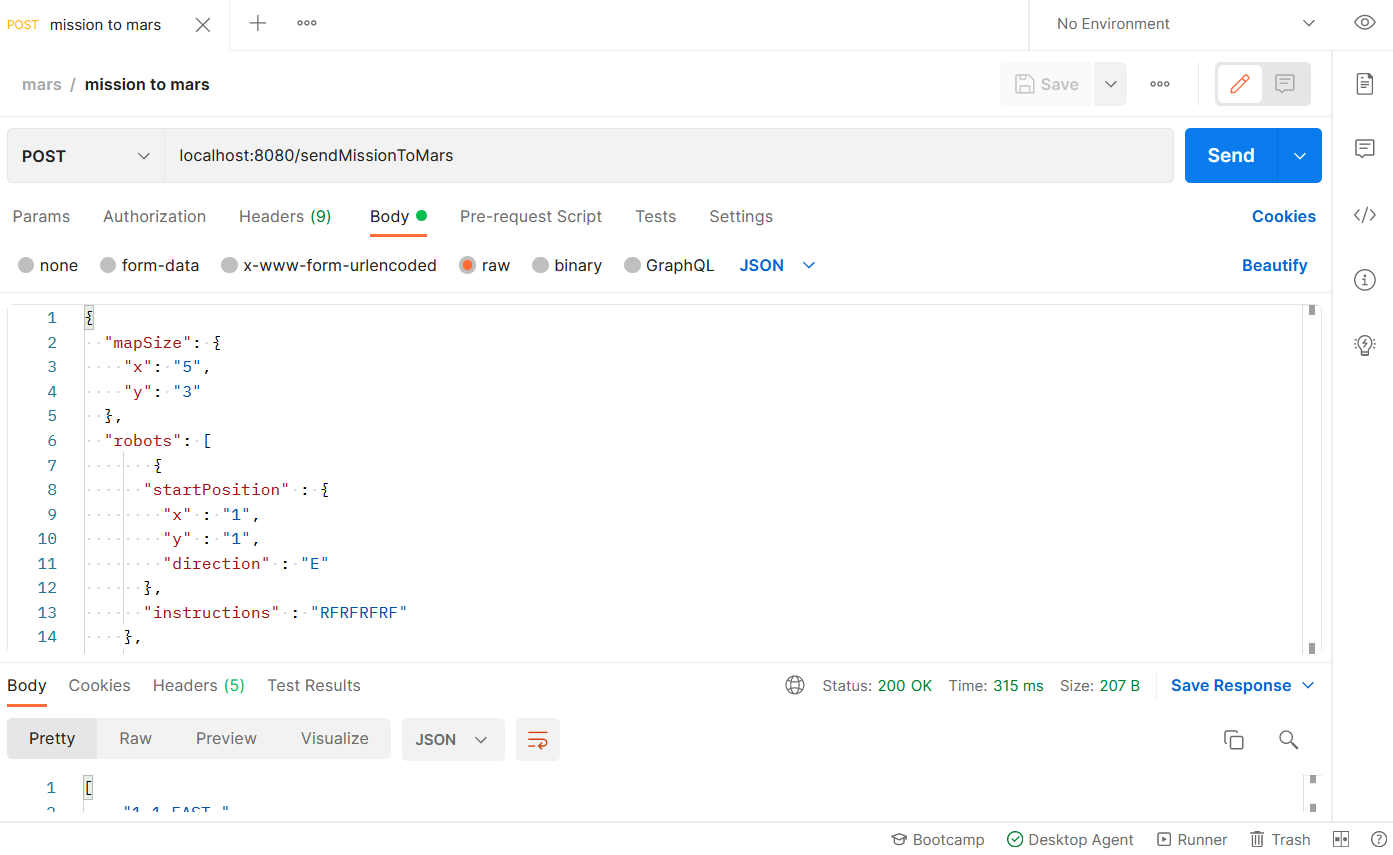 POST mission to mars
No Environment
mars / mission to mars
Save
POST localhost:8080/sendMissionToMars Send
Params Authorization Headers (9) Body Pre-request Script Tests Settings Cookies
none form-data x-www-form-urlencoded raw binary GraphQL JSON Beautify
1 {
2 "mapSize": {
3 "x": "5",
4 "y": "3"
5 },
6 "robots": [
7 {
8 "startPosition" : {
9 "x" : "1",
10 "y" : "1",
11 "direction" : "E"
12 },
13 "instructions" : "RFRFRFRF"
14 },
Body Cookies Headers (5) Test Results Status: 200 OK Time: 315 ms Size: 207 B Save Response
Pretty Raw Preview Visualize JSON
1 [
2 "1 1 EAST "
Bootcamp Desktop Agent Runner Trash